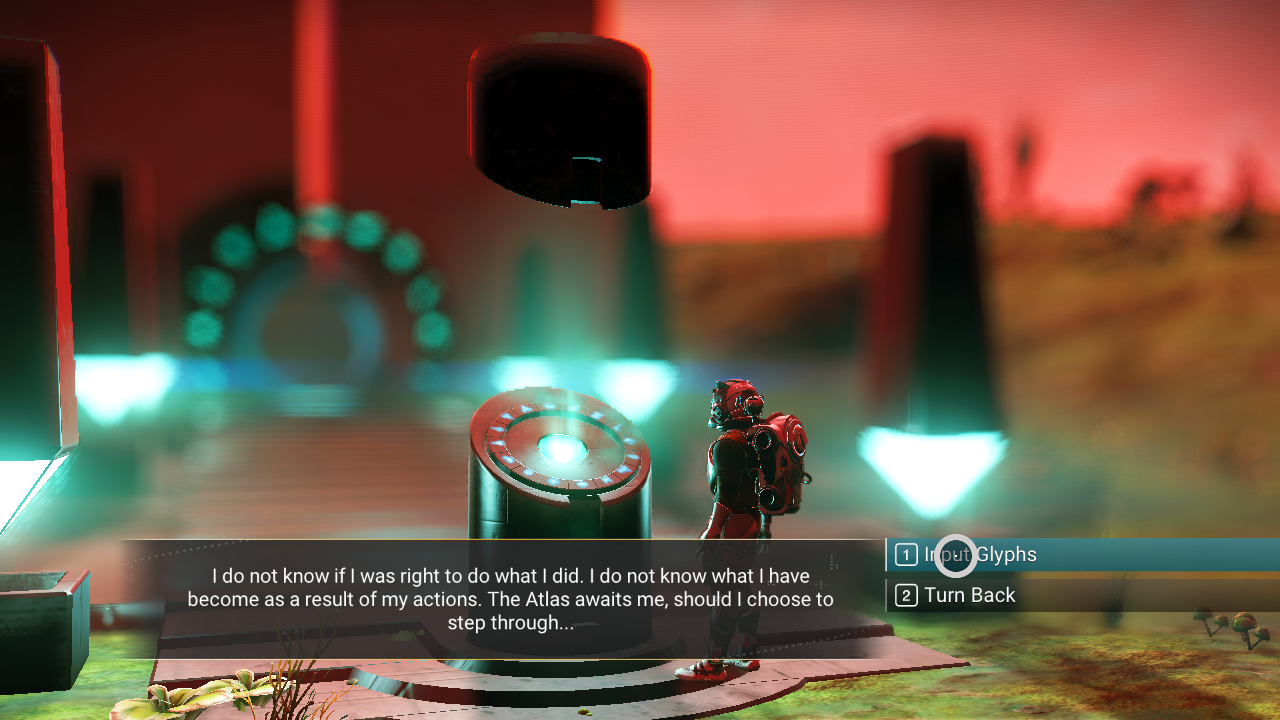 I do not know if I was right to do what I did. I do not know what I have
become as a result of my actions. The Atlas awaits me, should I choose to
step through...
1 Input Glyphs
2 Turn Back